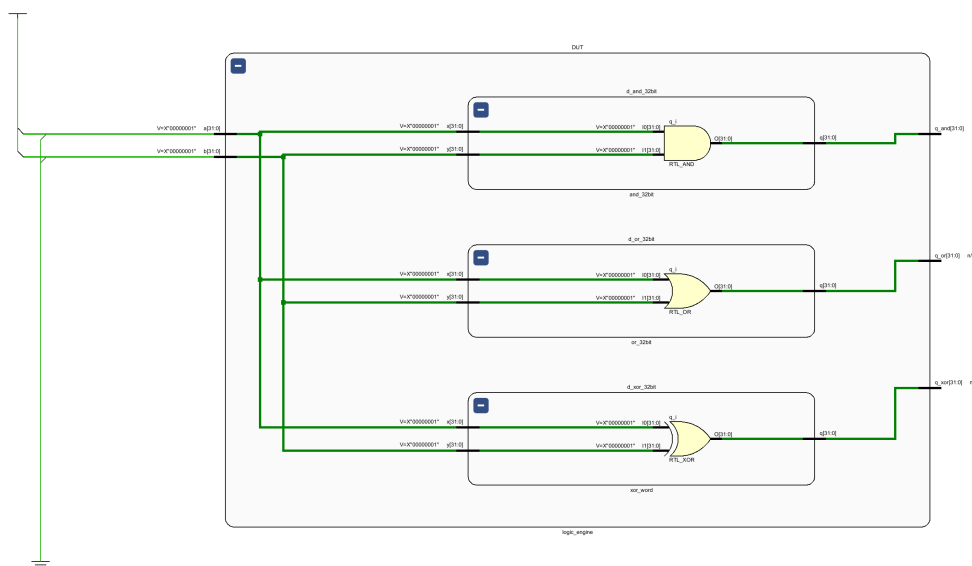 DUT
d_and_32bit
V=X"00000001" a[31:0]
V=X"00000001" b[31:0]
V=X"00000001" x[31:0]
V=X"00000001" I0[31:0]
q_i
V=X"00000001" y[31:0]
V=X"00000001" I1[31:0]
O[31:0]
q[31:0]
q_and[31:0]
RTL_AND
and_32bit
d_or_32bit
V=X"00000001" x[31:0]
V=X"00000001" I0[31:0]
q_i
V=X"00000001" y[31:0]
V=X"00000001" I1[31:0]
O[31:0]
q[31:0]
q_or[31:0] n/
RTL_OR
or_32bit
d_xor_32bit
V=X"00000001" x[31:0]
V=X"00000001" I0[31:0]
q_i
V=X"00000001" y[31:0]
V=X"00000001" I1[31:0]
O[31:0]
q[31:0]
q_xor[31:0]
RTL_XOR
xor_word
logic_engine